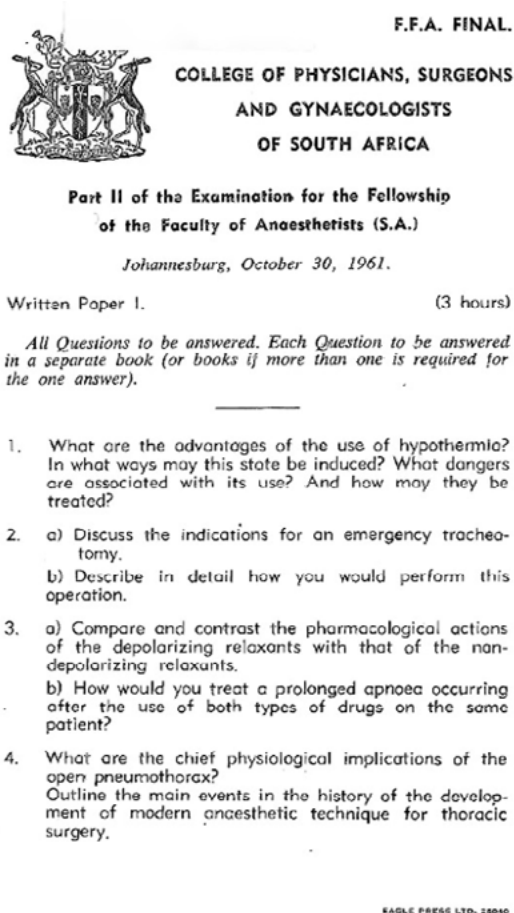 F.F.A. FINAL.
COLLEGE OF PHYSICIANS, SURGEONS
AND GYNAECOLOGISTS
OF SOUTH AFRICA
Part II of the Examination for the Fellowship
of the Faculty of Anaesthetists (S.A.)
Johannesburg, October 30, 1961.
Written Paper I. (3 hours)
All Questions to be answered. Each Question to be answered
in a separate book (or books if more than one is required for
the one answer).
1. What are the advantages of the use of hypothermia?
In what ways may this state be induced? What dangers
are associated with its use? And how may they be
treated?
2. a) Discuss the indications for an emergency tracheo-
tomy.
b) Describe in detail how you would perform this
operation.
3. a) Compare and contrast the pharmacological actions
of the depolarizing relaxants with that of the non-
depolarizing relaxants.
b) How would you treat a prolonged apnoea occurring
after the use of both types of drugs on the same
patient?
4. What are the chief physiological implications of the
open pneumothorax?
Outline the main events in the history of the develop-
ment of modern anaesthetic technique for thoracic
surgery.
EAGLE PRESS LTD.